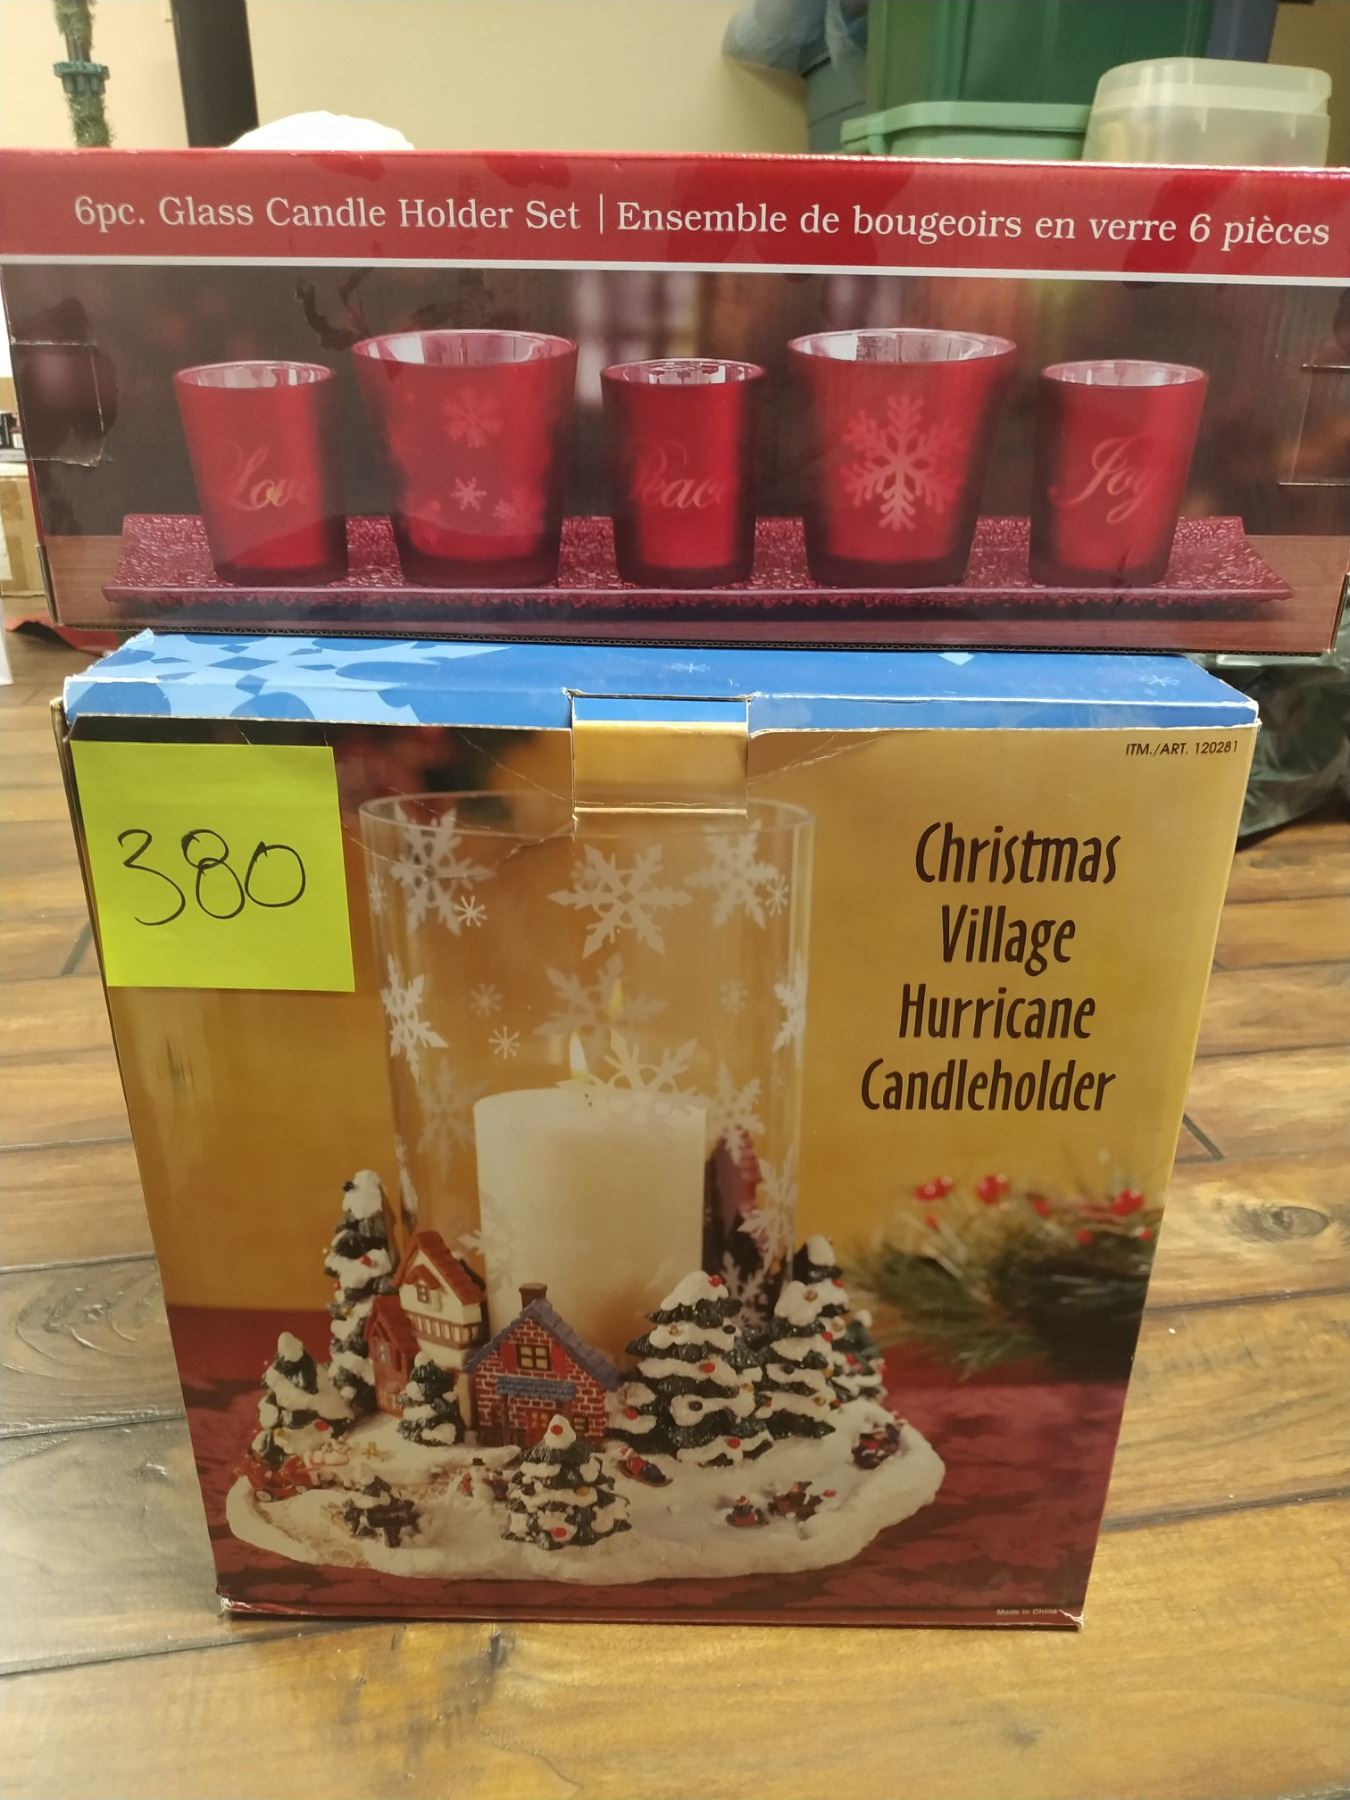 6pc. Glass Candle Holder Set | Ensemble de bougeoirs en verre 6 pièces
Love
Peace
Joy
380
ITM./ART. 120281
Christmas
Village
Hurricane
Candleholder
Made in China